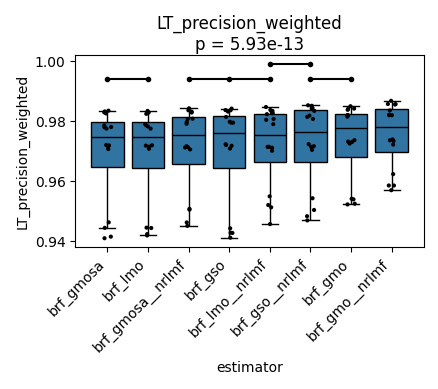 LT_precision_weighted
p = 5.93e-13
LT_precision_weighted
1.00
0.98
0.96
0.94
brf_gmosa
brf_lmo
brf_gmosa__nrlmf
brf_gso
brf_lmo__nrlmf
brf_gso__nrlmf
brf_gmo
brf_gmo__nrlmf
estimator